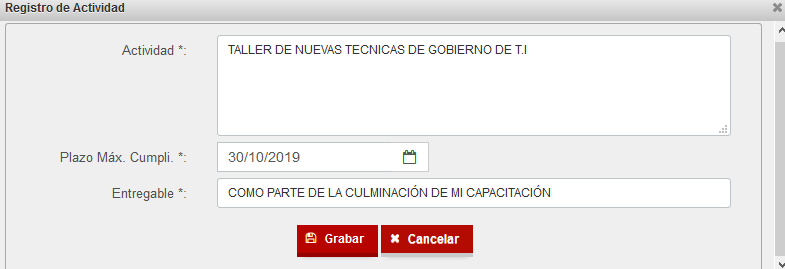 Registro de Actividad
Actividad *:
TALLER DE NUEVAS TECNICAS DE GOBIERNO DE T.I
Plazo Máx. Cumpli. *:
30/10/2019
Entregable *:
COMO PARTE DE LA CULMINACIÓN DE MI CAPACITACIÓN
Grabar
Cancelar